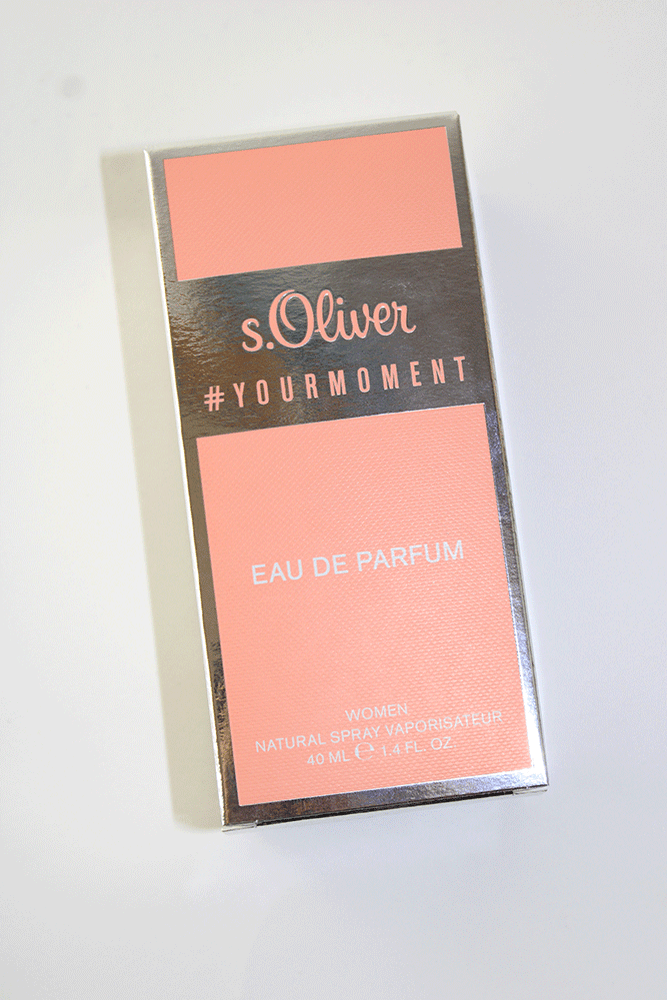 s.Oliver
#YOURMOMENT
EAU DE PARFUM
WOMEN
NATURAL SPRAY VAPORISATEUR
40 ML ℮ 1.4 FL. OZ